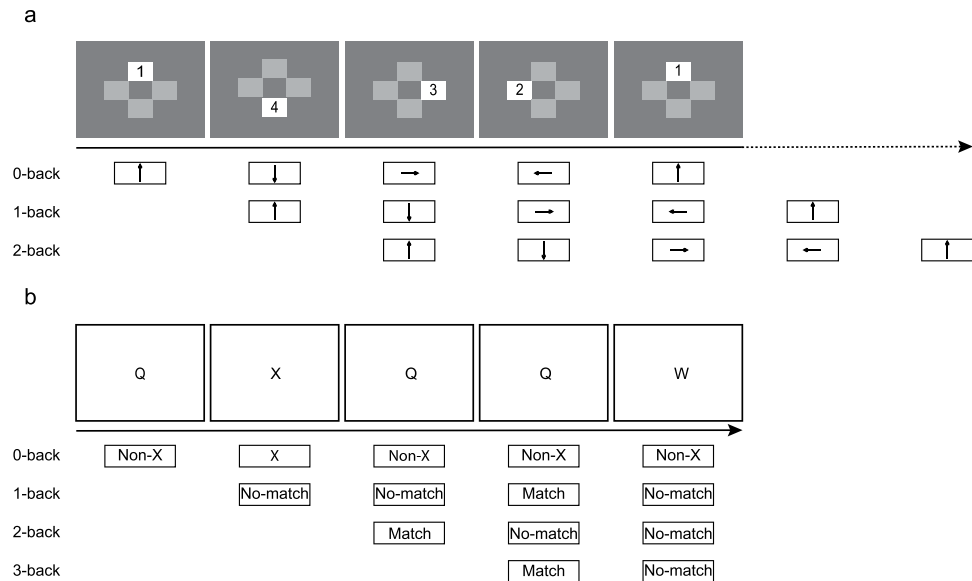 a
1
4
3
2
1
0-back
1-back
2-back
b
Q X Q Q W
0-back Non-X X Non-X Non-X Non-X
1-back No-match No-match Match No-match
2-back Match No-match No-match
3-back Match No-match